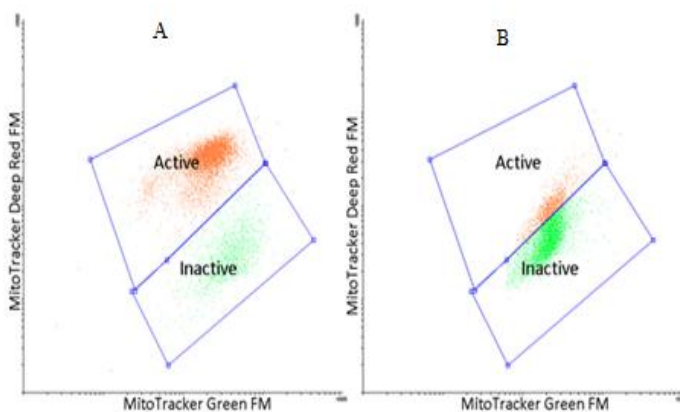 A
B
MitoTracker Deep Red FM
Active
Inactive
MitoTracker Green FM
MitoTracker Deep Red FM
Active
Inactive
MitoTracker Green FM